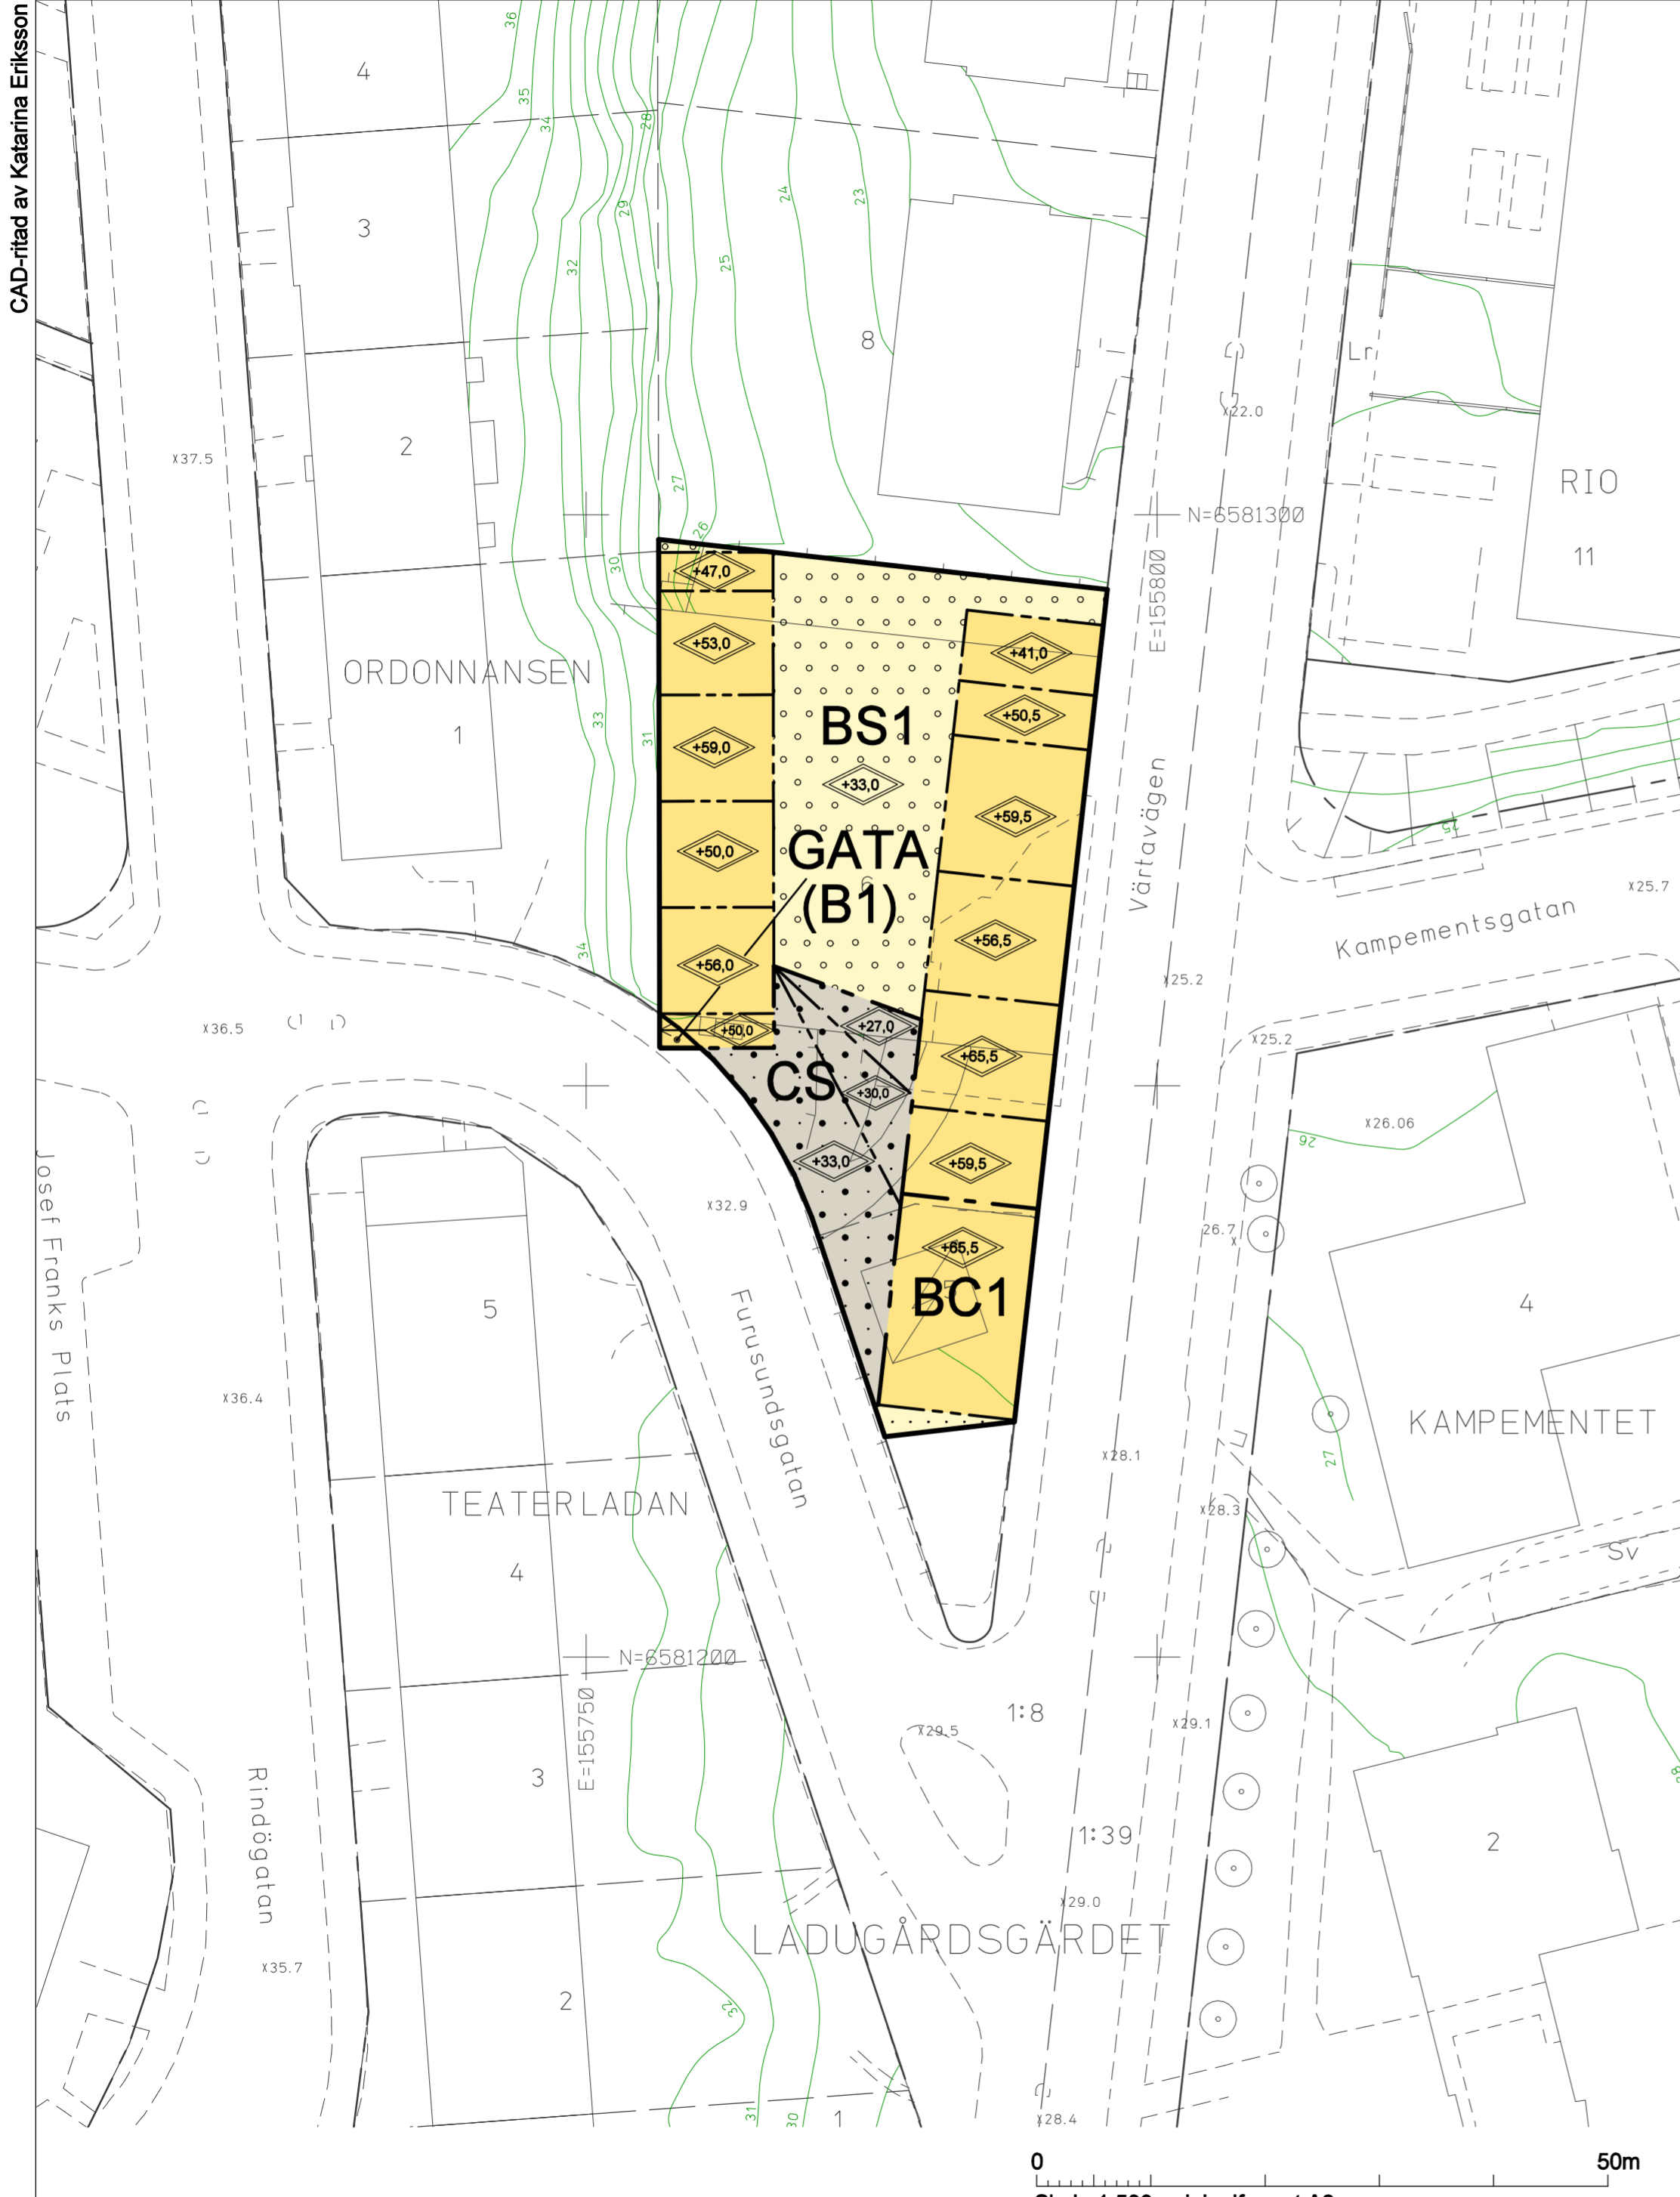 CAD-ritad av Katarina Eriksson
36
4
35
34
28
3
24
23
29
25
32
8
Lr
x22.0
2
x37.5
RIO
27
N=6581300
26
11
30
E=155800
+47,0
+53,0
+41,0
ORDONNANSEN
+50,5
BS1
33
31
1
+59,0
+33,0
+59,5
Värtavägen
25
+50,0
GATA
6
(B1)
x25.7
Kampementsgatan
+56,5
34
+56,0
x25.2
x36.5
+50,0
+27,0
x25.2
+65,5
CS
+30,0
x26.06
26
+33,0
+59,5
x32.9
26.7
x
Josef Franks Plats
+65,5
5
BC1
5
4
Furusundsgatan
x36.4
KAMPEMENTET
27
x28.1
TEATERLADAN
x28.3
Sv
4
N=6581200
1:8
x29.5
x29.1
E=155750
3
Rindögatan
1:39
2
x29.0
LADUGÅRDSGÄRDET
x35.7
2
32
31
30
1
x28.4
0
50m